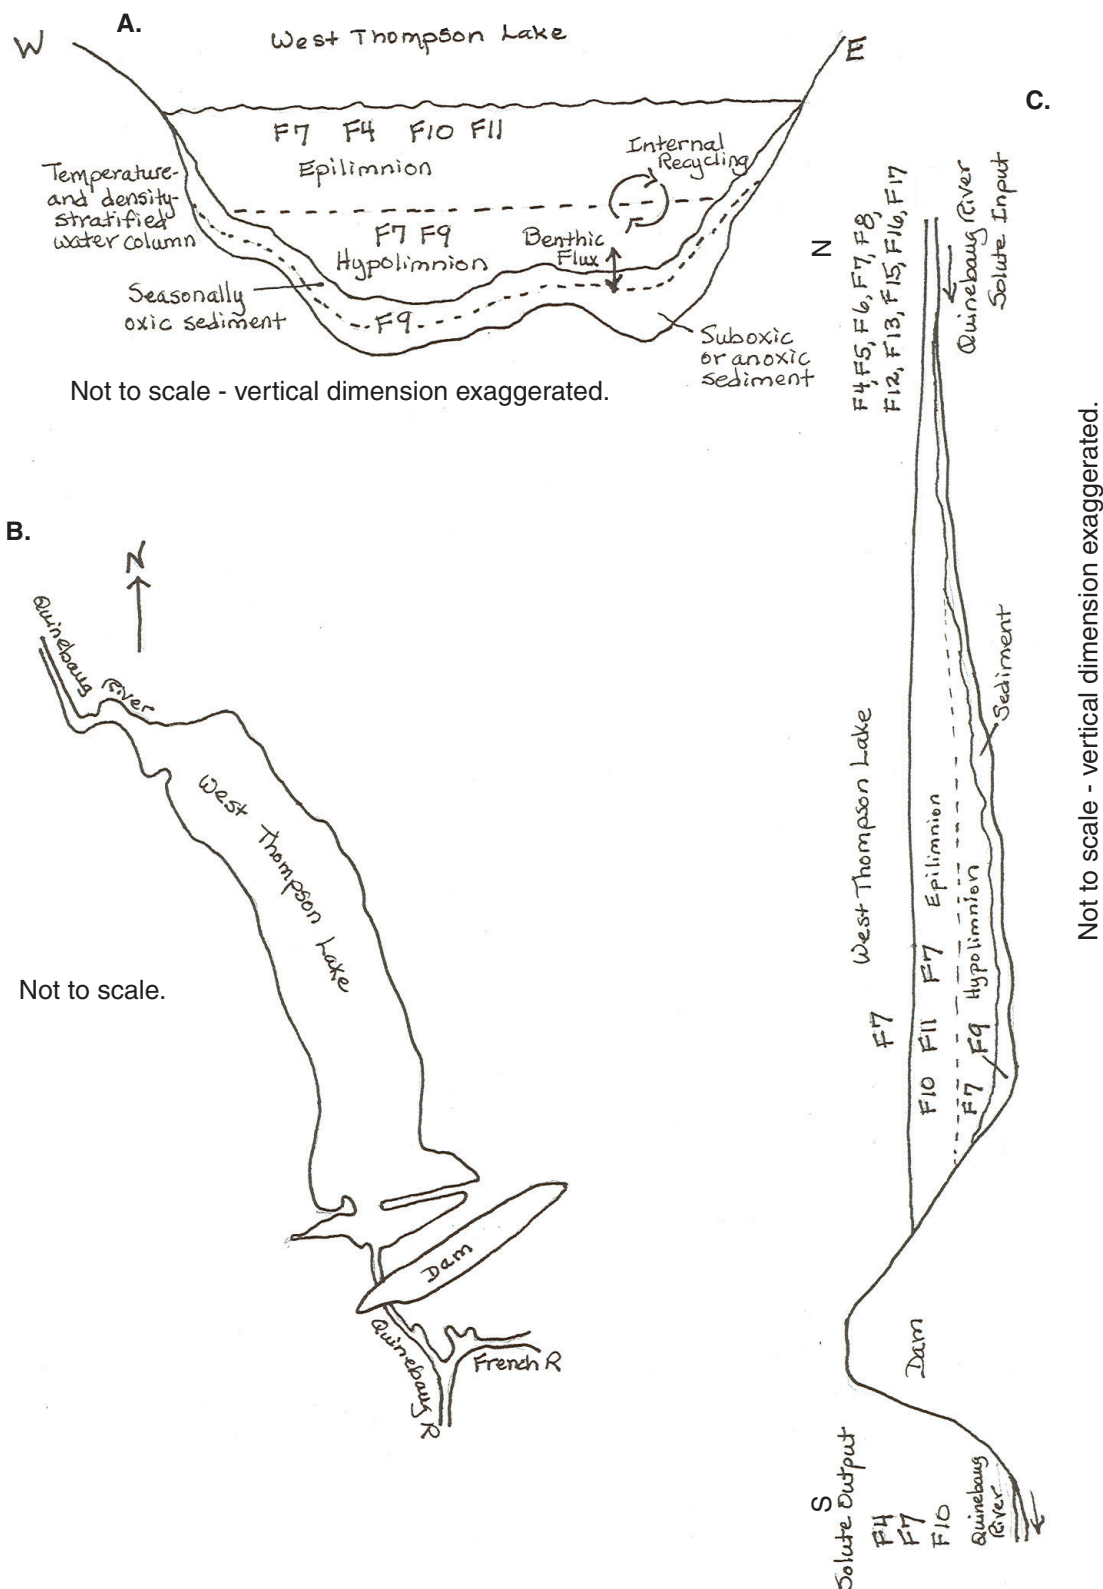 A.
West Thompson Lake
W
E
F7 F4 F10 F11
Epilimnion
Internal
Recycling
Temperature-
and density-
stratified
water column
F7 F9
Hypolimnion
Benthic
Flux
Seasonally
oxic sediment
F9
Suboxic
or anoxic
sediment
Not to scale - vertical dimension exaggerated.
B.
N
Quinebaug
River
West Thompson Lake
Not to scale.
Dam
Quinebaug R
French R
C.
N
F4, F5, F6, F7, F8,
F12, F13, F15, F16, F17
Quinebaug River
Solute Input
Sediment
West Thompson Lake
F7
F10 F11 F7 Epilimnion
F7 F9 Hypolimnion
Dam
S
Solute Output
F4
F7
F10
Quinebaug
River
Not to scale - vertical dimension exaggerated.